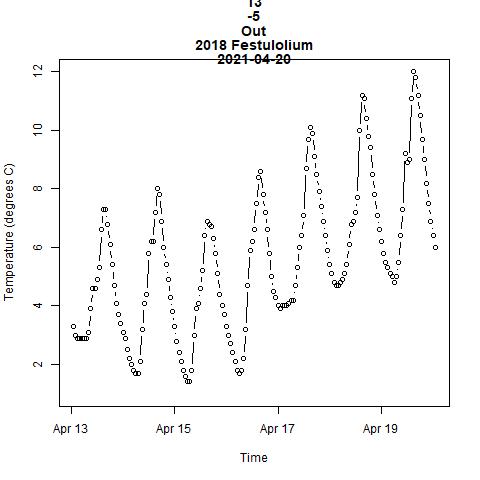 13
-5
Out
2018 Festulolium
2021-04-20
Temperature (degrees C)
12
10
8
6
4
2
Apr 13
Apr 15
Apr 17
Apr 19
Time